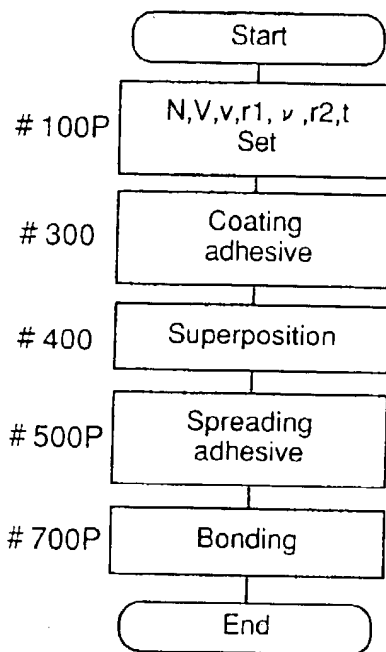 Start
# 100P
N,V,v,r1, ν ,r2,t
Set
# 300
Coating
adhesive
# 400
Superposition
# 500P
Spreading
adhesive
# 700P
Bonding
End